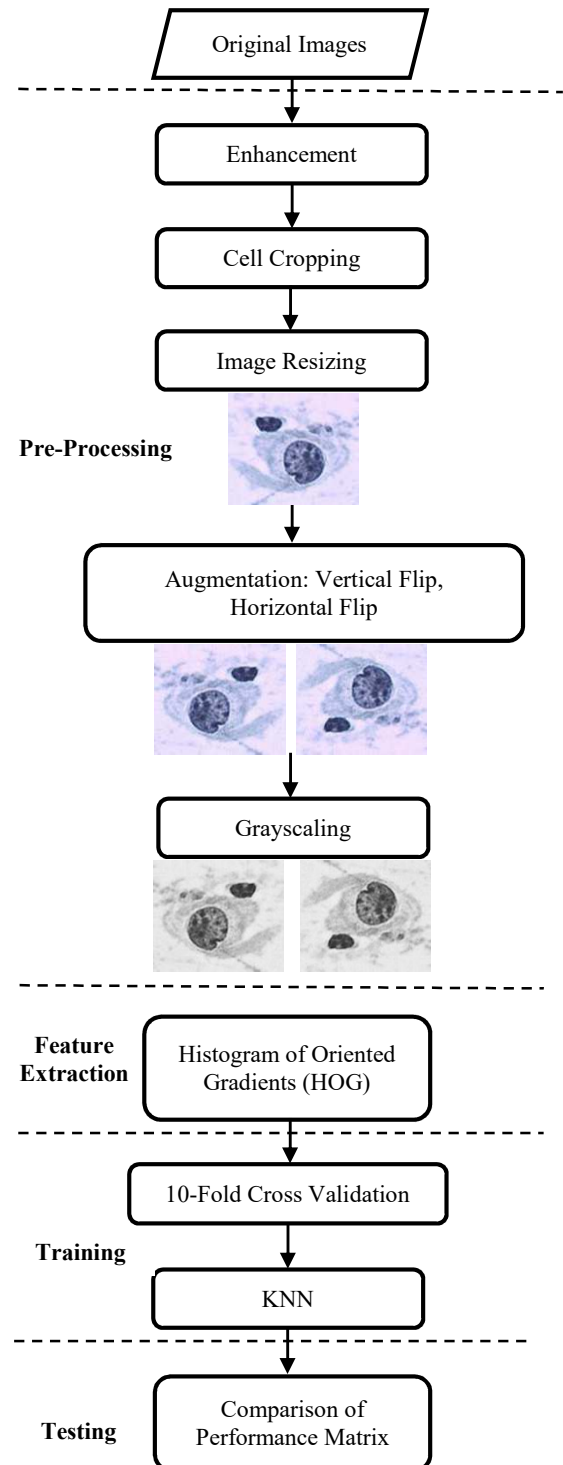 Original Images
Enhancement
Cell Cropping
Image Resizing
Pre-Processing
Augmentation: Vertical Flip,
Horizontal Flip
Grayscaling
Feature
Extraction
Histogram of Oriented
Gradients (HOG)
10-Fold Cross Validation
Training
KNN
Comparison of
Performance Matrix
Testing